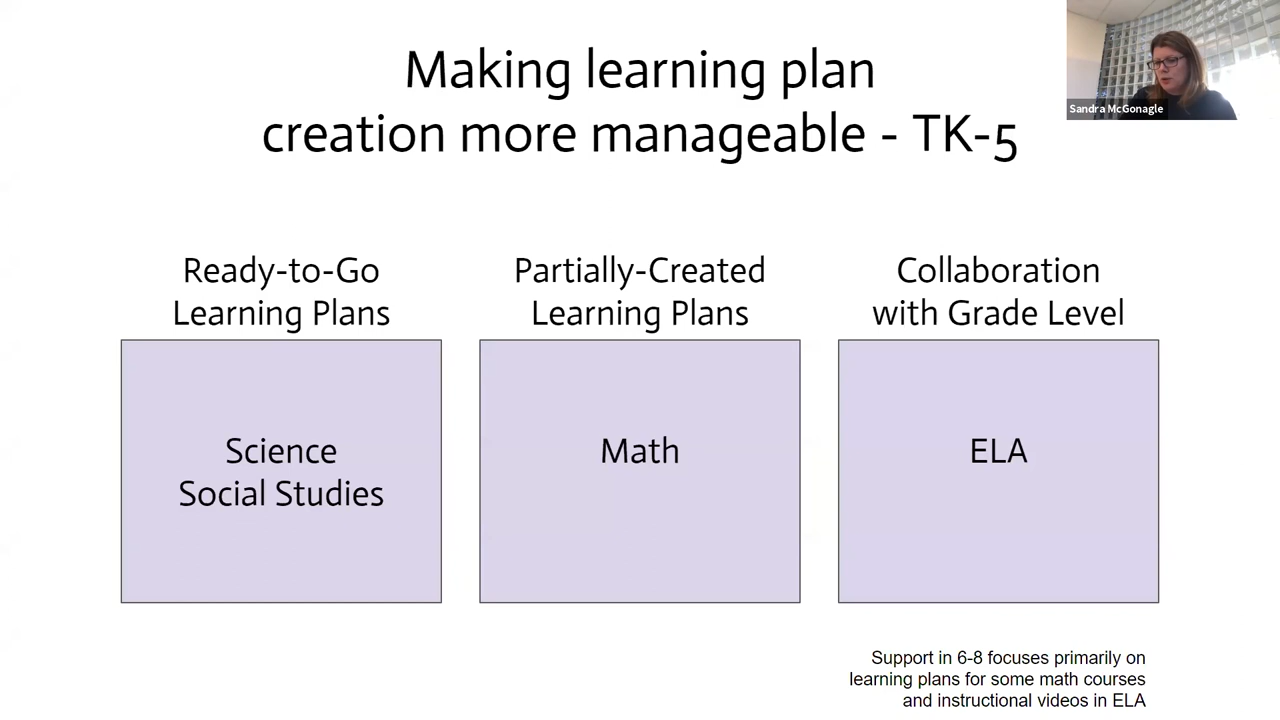 Making learning plan
creation more manageable - TK-5
Sandra McGonagle
Ready-to-Go
Learning Plans
Partially-Created
Learning Plans
Collaboration
with Grade Level
Science
Social Studies
Math
ELA
Support in 6-8 focuses primarily on
learning plans for some math courses
and instructional videos in ELA